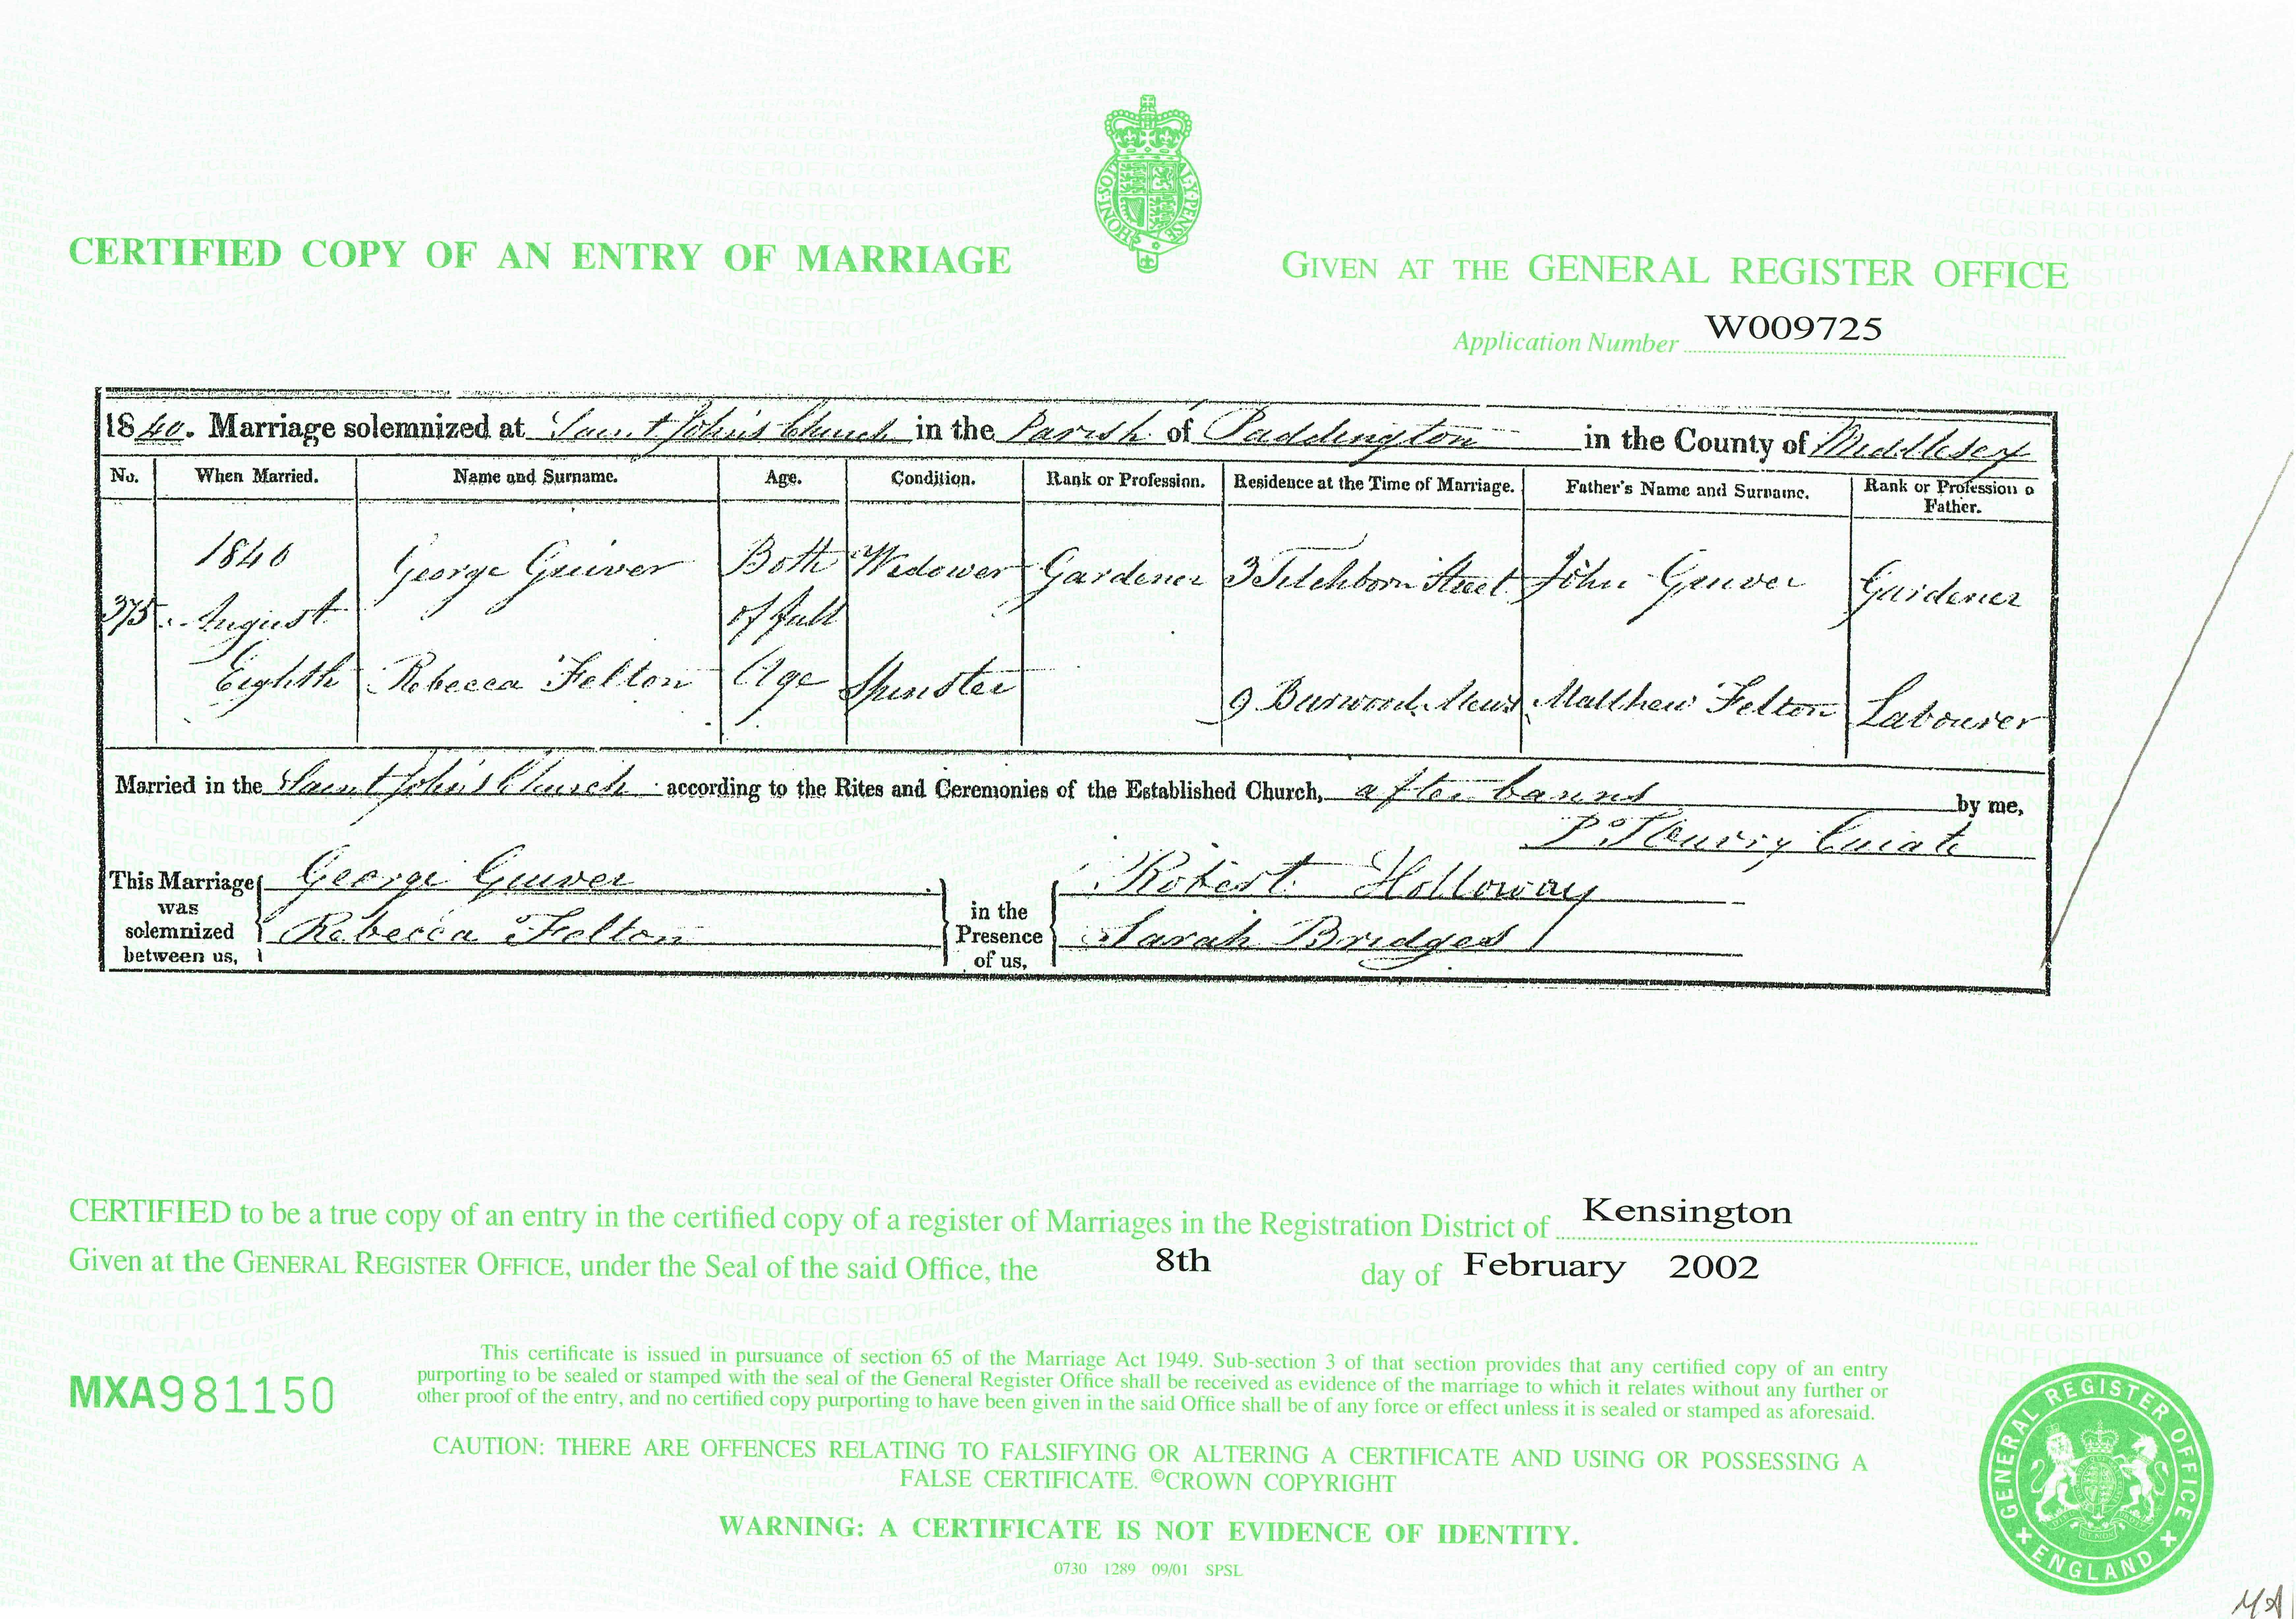 CERTIFIED COPY OF AN ENTRY OF MARRIAGE
HONI·SOI AL·Y·PENSE
GIVEN AT THE GENERAL REGISTER OFFICE
Application Number W009725
1840. Marriage solemnized at Saint John's Church in the Parish of Paddington in the County of Middlesex
No. When Married. Name and Surname. Age. Condition. Rank or Profession. Residence at the Time of Marriage. Father's Name and Surname. Rank or Profession o
Father.
1840 George Guiver Both Widower Gardener 3 Titchborn Street John Guiver Gardener
375. August of full
Eighth Rebecca Felton Age Spinster 9 Burwood Mews Matthew Felton Labourer
Married in the Saint John's Church according to the Rites and Ceremonies of the Established Church, after banns by me,
Curate
This Marriage was solemnized between us, George Guiver in the Presence of us, Robert Holloway
Rebecca Felton Sarah Bridges
CERTIFIED to be a true copy of an entry in the certified copy of a register of Marriages in the Registration District of Kensington
Given at the GENERAL REGISTER OFFICE, under the Seal of the said Office, the 8th day of February 2002
MXA981150
This certificate is issued in pursuance of section 65 of the Marriage Act 1949. Sub-section 3 of that section provides that any certified copy of an entry
purporting to be sealed or stamped with the seal of the General Register Office shall be received as evidence of the marriage to which it relates without any further or
other proof of the entry, and no certified copy purporting to have been given in the said Office shall be of any force or effect unless it is sealed or stamped as aforesaid.
CAUTION: THERE ARE OFFENCES RELATING TO FALSIFYING OR ALTERING A CERTIFICATE AND USING OR POSSESSING A
FALSE CERTIFICATE. ©CROWN COPYRIGHT
WARNING: A CERTIFICATE IS NOT EVIDENCE OF IDENTITY.
0730 1289 09/01 SPSL
GENERAL REGISTER OFFICE
ENGLAND